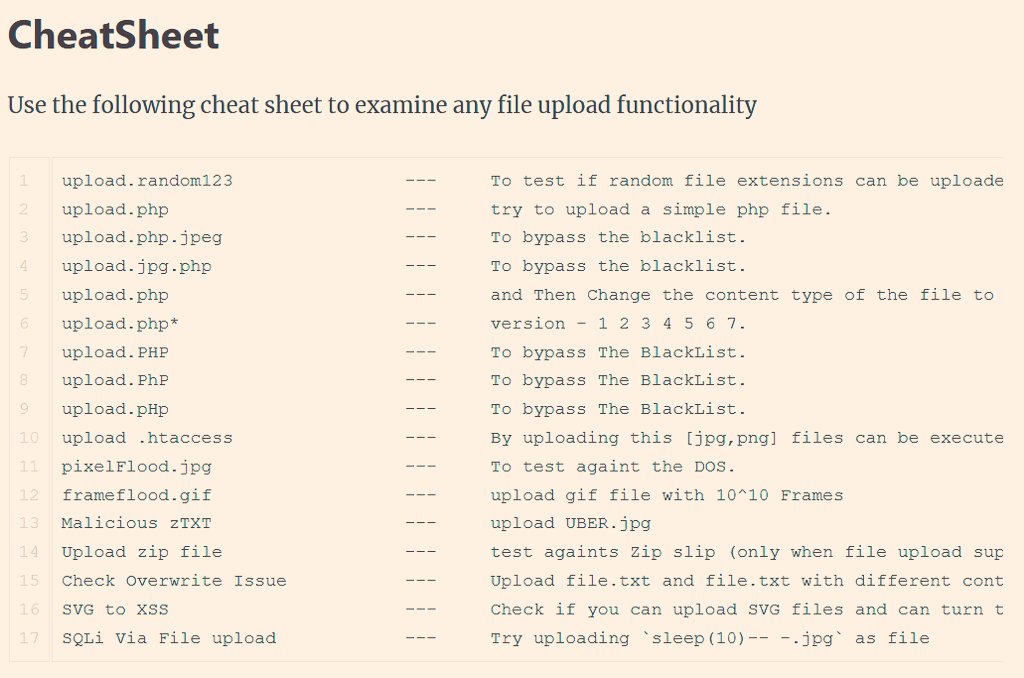 CheatSheet
Use the following cheat sheet to examine any file upload functionality
1 upload.random123 --- To test if random file extensions can be uploade
2 upload.php --- try to upload a simple php file.
3 upload.php.jpeg --- To bypass the blacklist.
4 upload.jpg.php --- To bypass the blacklist.
5 upload.php --- and Then Change the content type of the file to
6 upload.php* --- version - 1 2 3 4 5 6 7.
7 upload.PHP --- To bypass The BlackList.
8 upload.PhP --- To bypass The BlackList.
9 upload.pHp --- To bypass The BlackList.
10 upload .htaccess --- By uploading this [jpg,png] files can be execute
11 pixelFlood.jpg --- To test againt the DOS.
12 frameflood.gif --- upload gif file with 10^10 Frames
13 Malicious zTXT --- upload UBER.jpg
14 Upload zip file --- test againts Zip slip (only when file upload sup
15 Check Overwrite Issue --- Upload file.txt and file.txt with different cont
16 SVG to XSS --- Check if you can upload SVG files and can turn t
17 SQLi Via File upload --- Try uploading `sleep(10)-- -.jpg` as file